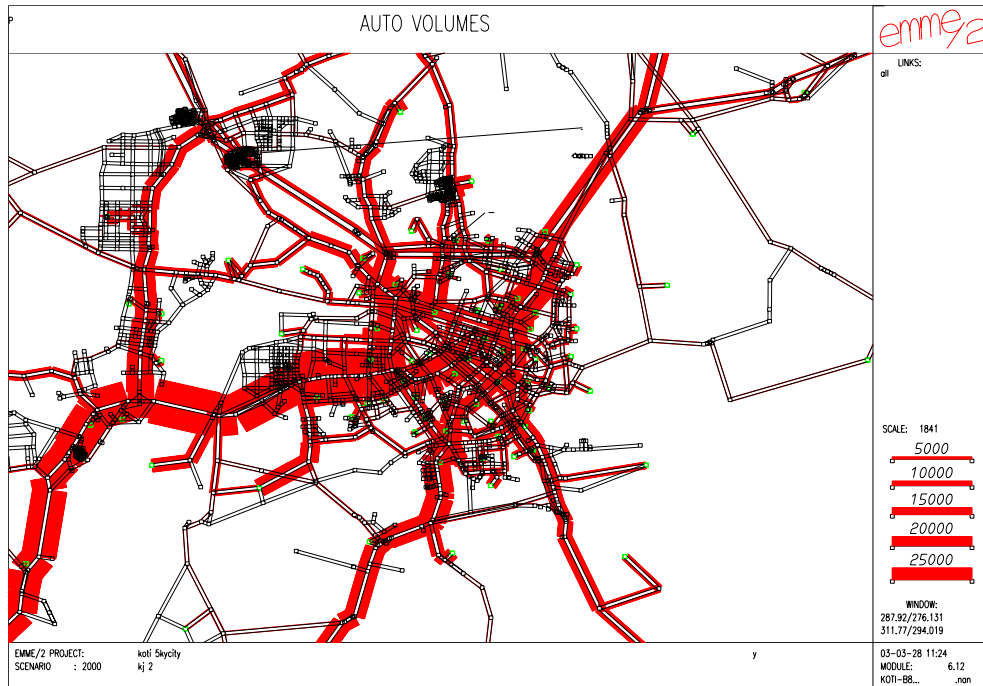 P
AUTO VOLUMES
emme/2
LINKS:
all
SCALE: 1841
5000
10000
15000
20000
25000
WINDOW:
287.92/276.131
311.77/294.019
EMME/2 PROJECT: koti 5kycity y
SCENARIO : 2000 kj 2
03-03-28 11:24
MODULE: 6.12
KOTI-BB... .nan